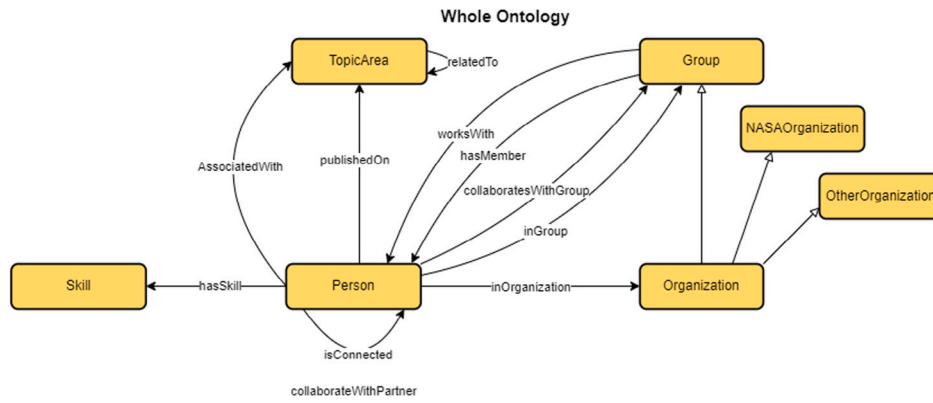 Whole Ontology
TopicArea
relatedTo
Group
NASAOrganization
worksWith
hasMember
publishedOn
AssociatedWith
collaboratesWithGroup
OtherOrganization
inGroup
Skill
hasSkill
Person
inOrganization
Organization
isConnected
collaborateWithPartner